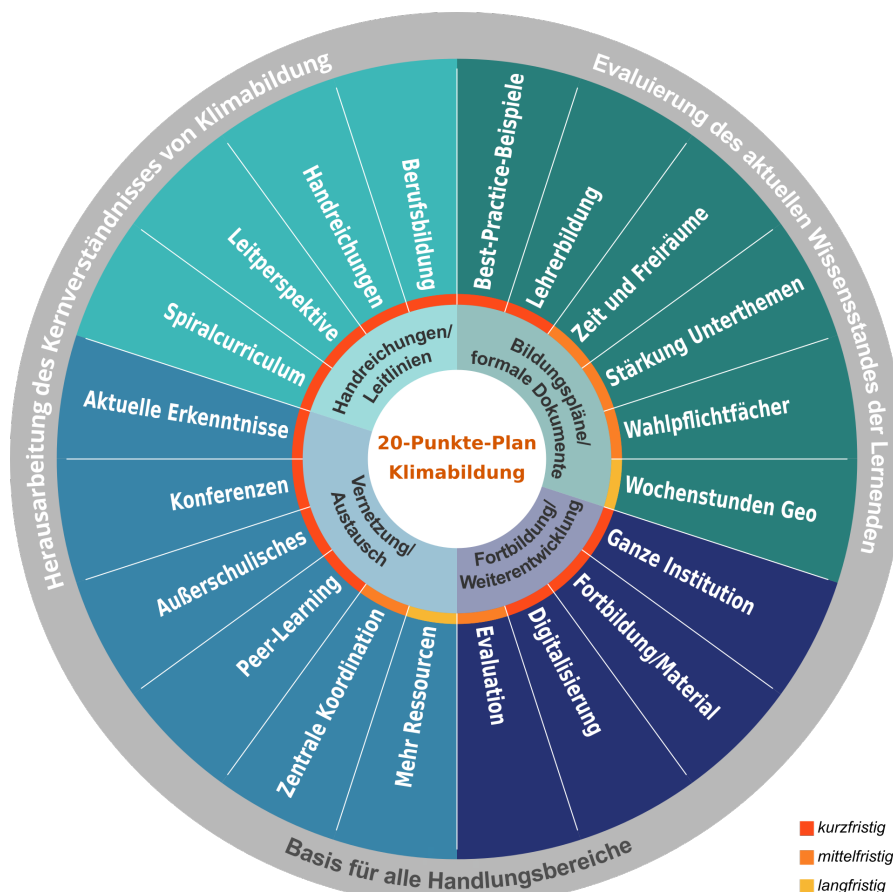 Herausarbeitung des Kernverständnisses von Klimabildung
Evaluierung des aktuellen Wissensstandes der Lernenden
Basis für alle Handlungsbereiche
20-Punkte-Plan
Klimabildung
Bildungspläne/
formale Dokumente
Best-Practice-Beispiele
Lehrerbildung
Zeit und Freiräume
Stärkung Unterthemen
Wahlpflichtfächer
Wochenstunden Geo
Fortbildung/
Weiterentwicklung
Ganze Institution
Fortbildung/Material
Digitalisierung
Evaluation
Vernetzung/
Austausch
Mehr Ressourcen
Zentrale Koordination
Peer-Learning
Außerschulisches
Konferenzen
Aktuelle Erkenntnisse
Handreichungen/
Leitlinien
Spiralcurriculum
Leitperspektive
Handreichungen
Berufsbildung
kurzfristig
mittelfristig
langfristig